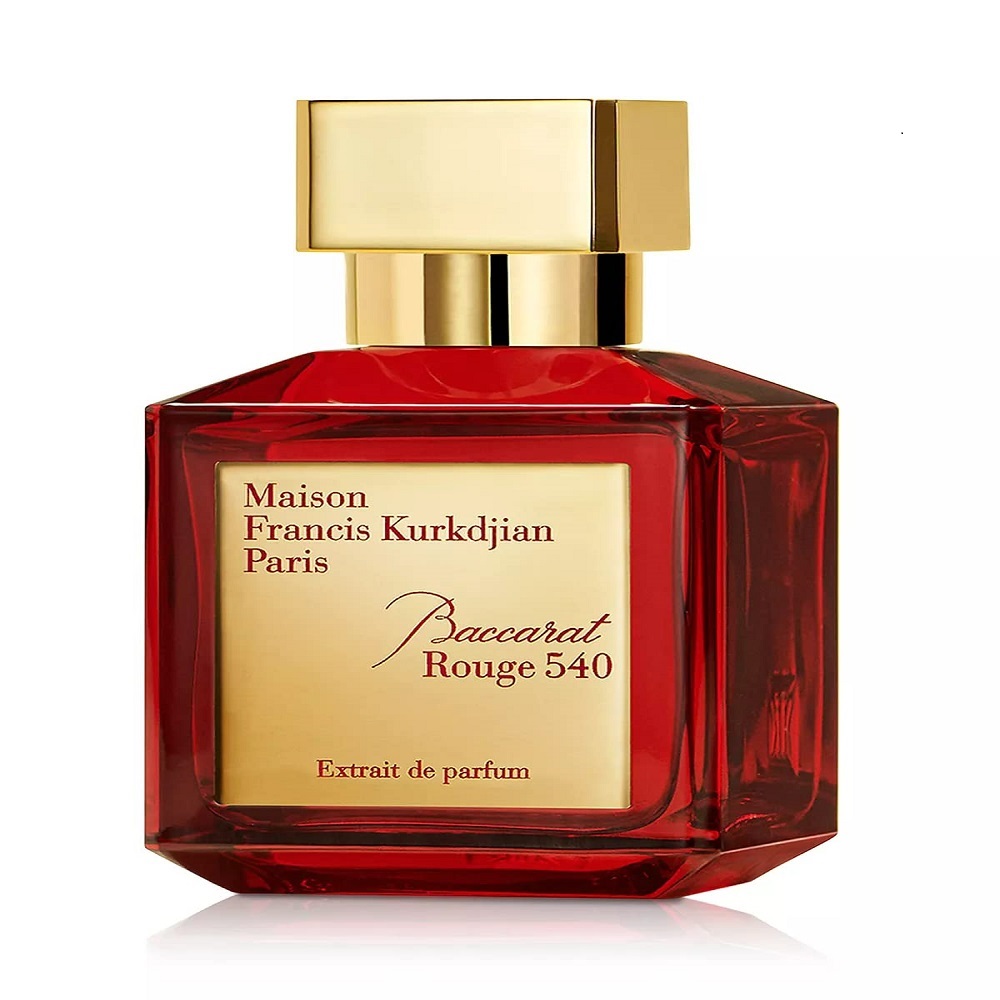 Maison
Francis Kurkdjian
Paris
Baccarat
Rouge 540
Extrait de parfum